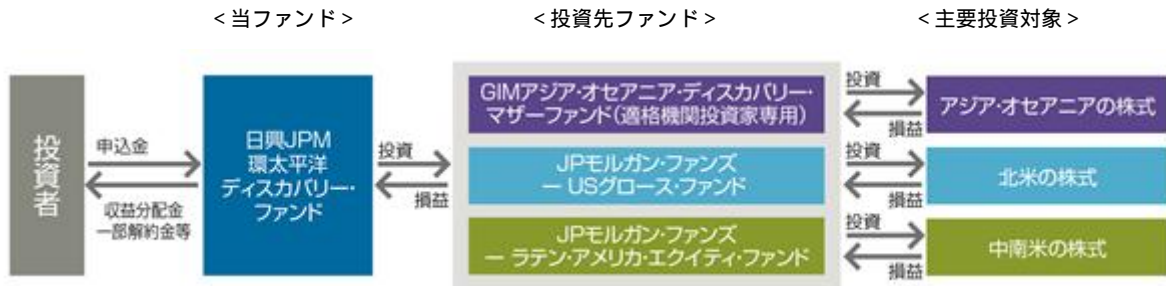 <当ファンド>
<投資先ファンド>
<主要投資対象>
投資者
申込金
収益分配金
一部解約金等
日興JPM
環太平洋
ディスカバリー・
ファンド
投資
損益
GIMアジア・オセアニア・ディスカバリー・
マザーファンド(適格機関投資家専用)
投資
損益
アジア・オセアニアの株式
JPモルガン・ファンズ
ーUSグロース・ファンド
投資
損益
北米の株式
JPモルガン・ファンズ
ー ラテン・アメリカ・エクイティ・ファンド
投資
損益
中南米の株式